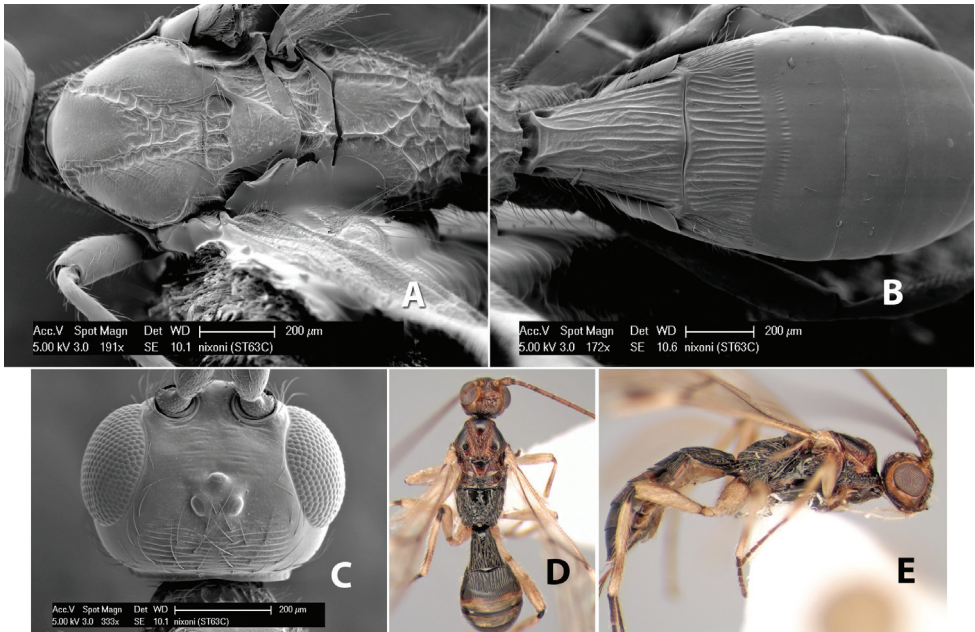 A
Acc.V Spot Magn Det WD 200 µm
5.00 kV 3.0 191x SE 10.1 nixoni (ST63C)
B
Acc.V Spot Magn Det WD 200 µm
5.00 kV 3.0 172x SE 10.6 nixoni (ST63C)
C
Acc.V Spot Magn Det WD 200 µm
5.00 kV 3.0 333x SE 10.1 nixoni (ST63C)
D
E